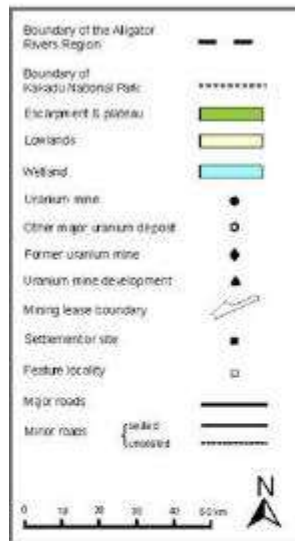 Boundary of the Alligator
Rivers Region
Boundary of
Kakadu National Park
Escarpment & plateau
Lowlands
Wetland
Uranium mine
Other major uranium deposit
Former uranium mine
Uranium mine development
Mining lease boundary
Settlement or site
Feature locality
Major roads
Minor roads
sealed
unsealed
N
0 10 20 30 40 50 km